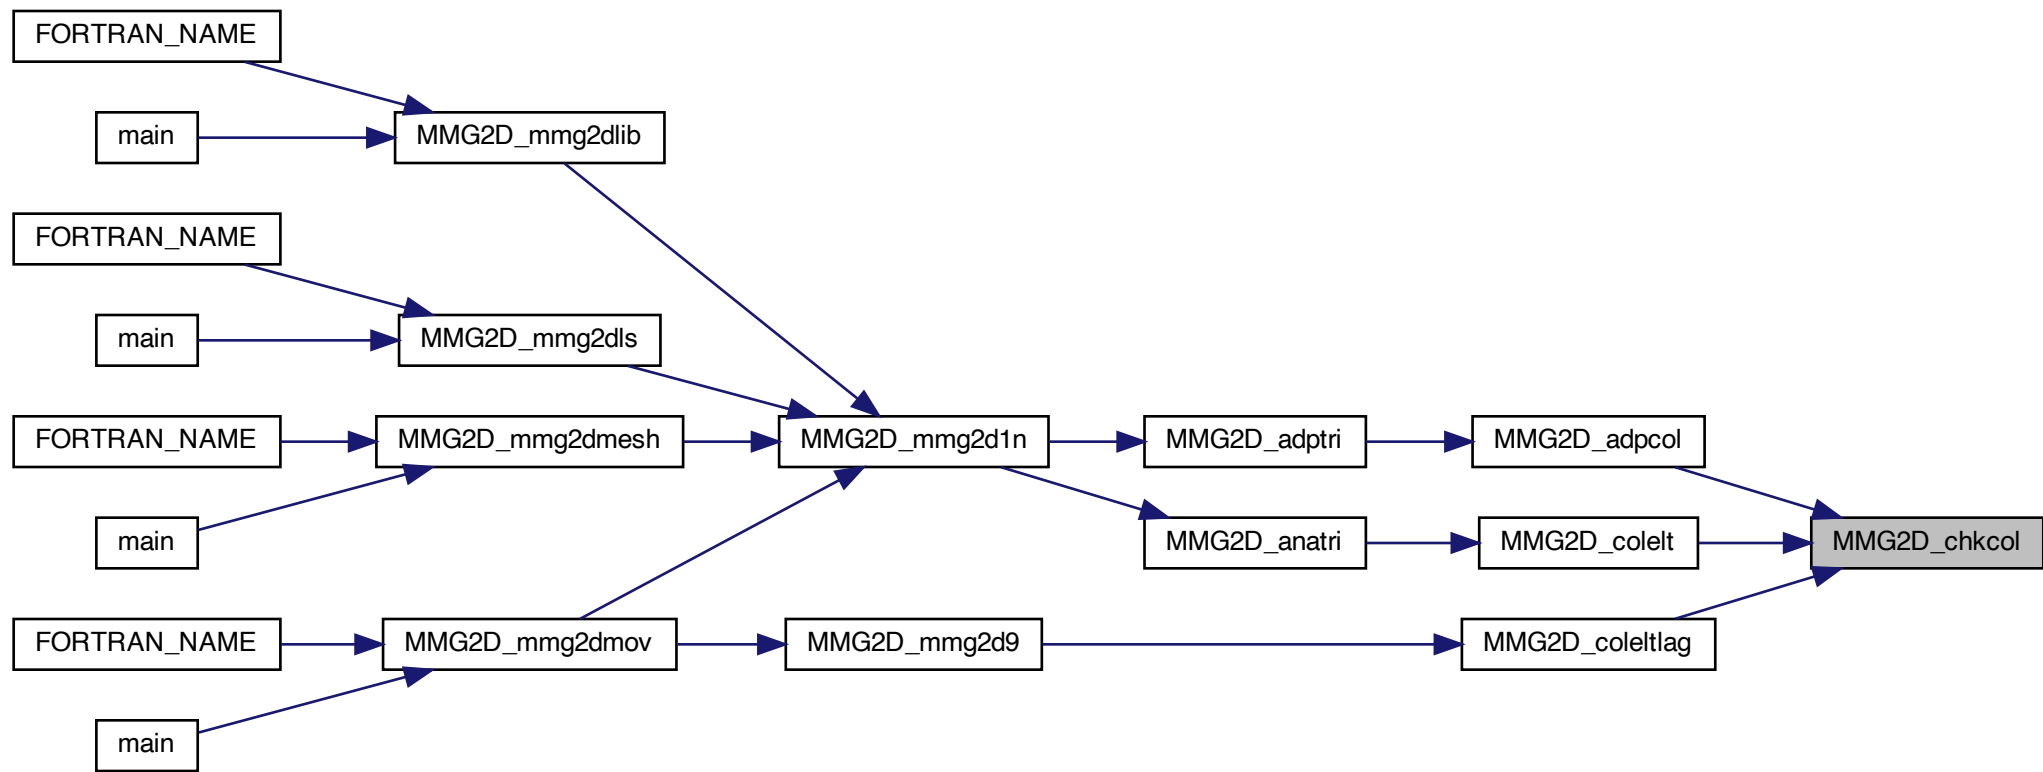 FORTRAN_NAME
main
MMG2D_mmg2dlib
FORTRAN_NAME
main
MMG2D_mmg2dls
FORTRAN_NAME
MMG2D_mmg2dmesh
MMG2D_mmg2d1n
MMG2D_adptri
MMG2D_adpcol
main
MMG2D_anatri
MMG2D_colelt
MMG2D_chkcol
FORTRAN_NAME
MMG2D_mmg2dmov
MMG2D_mmg2d9
MMG2D_coleltlag
main